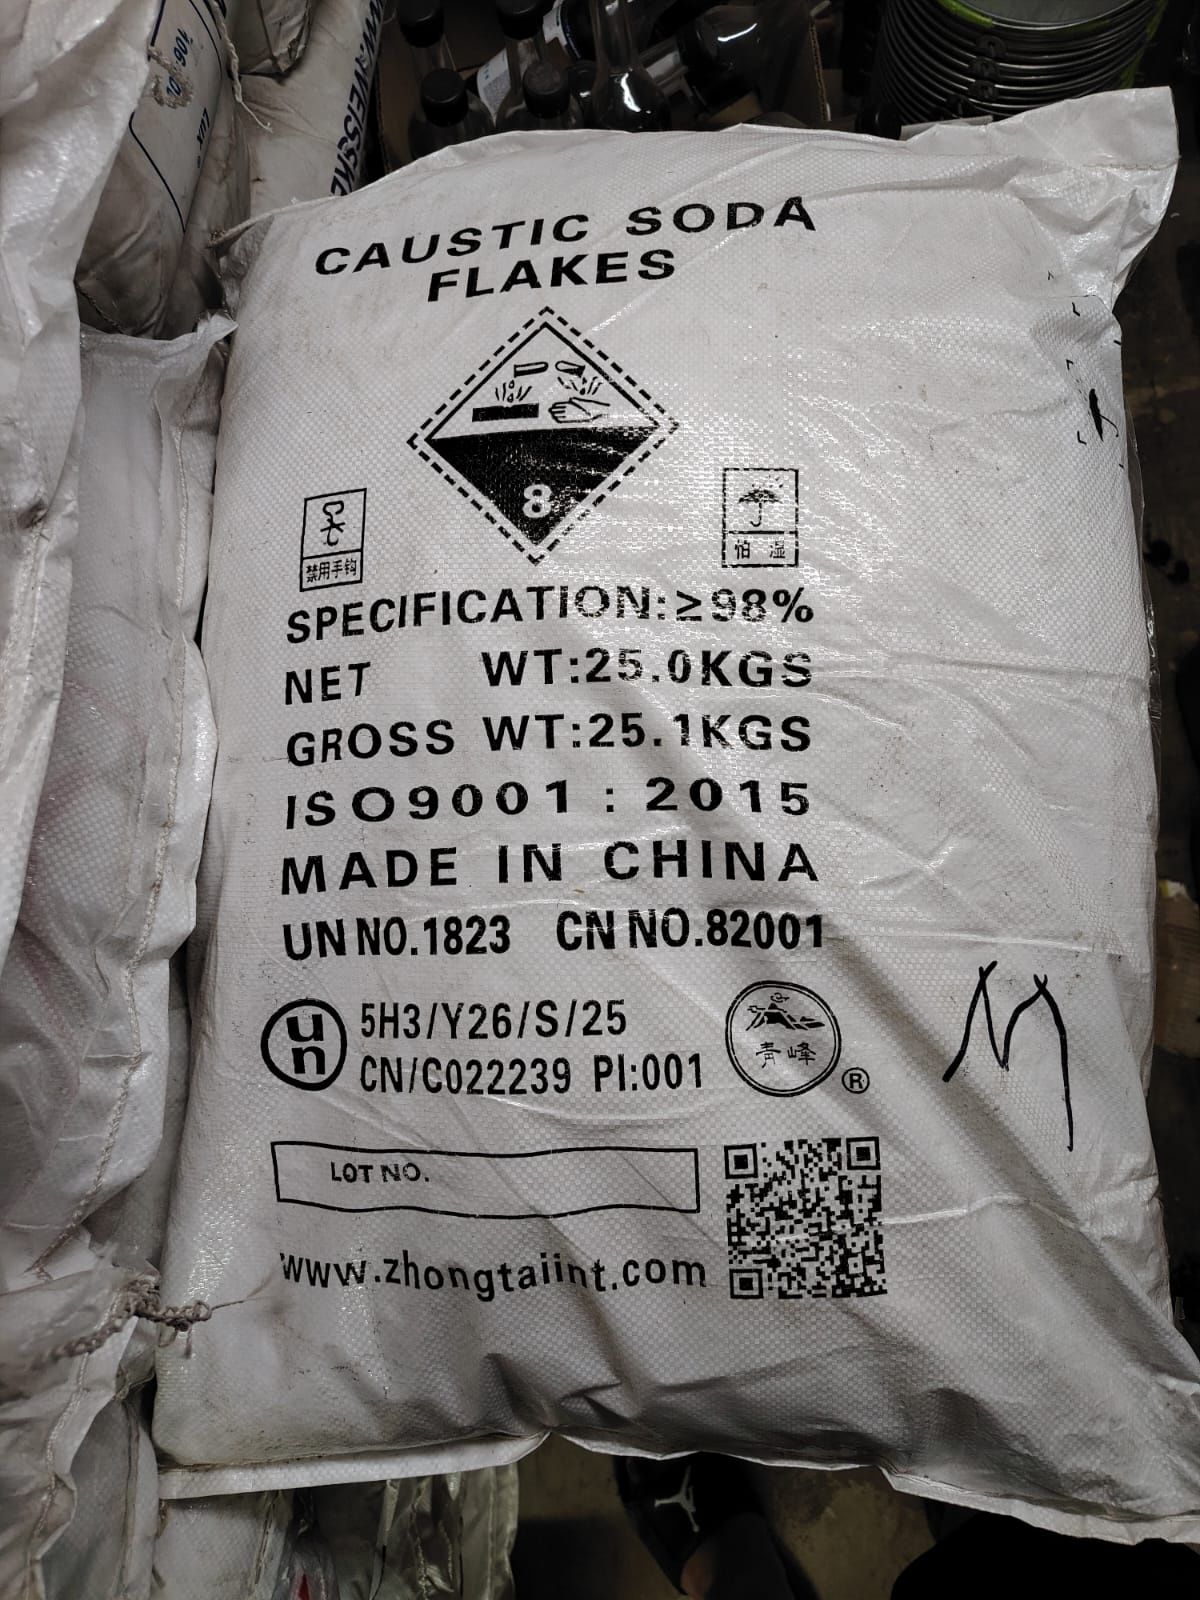 CAUSTIC SODA
FLAKES
8
禁用手钩
怕 湿
SPECIFICATION:≥98%
NET WT:25.0KGS
GROSS WT:25.1KGS
ISO9001 : 2015
MADE IN CHINA
UN NO.1823 CN NO.82001
un
5H3/Y26/S/25
CN/C022239 PI:001
青峰
®
M
LOT NO.
www.zhongtaiint.com